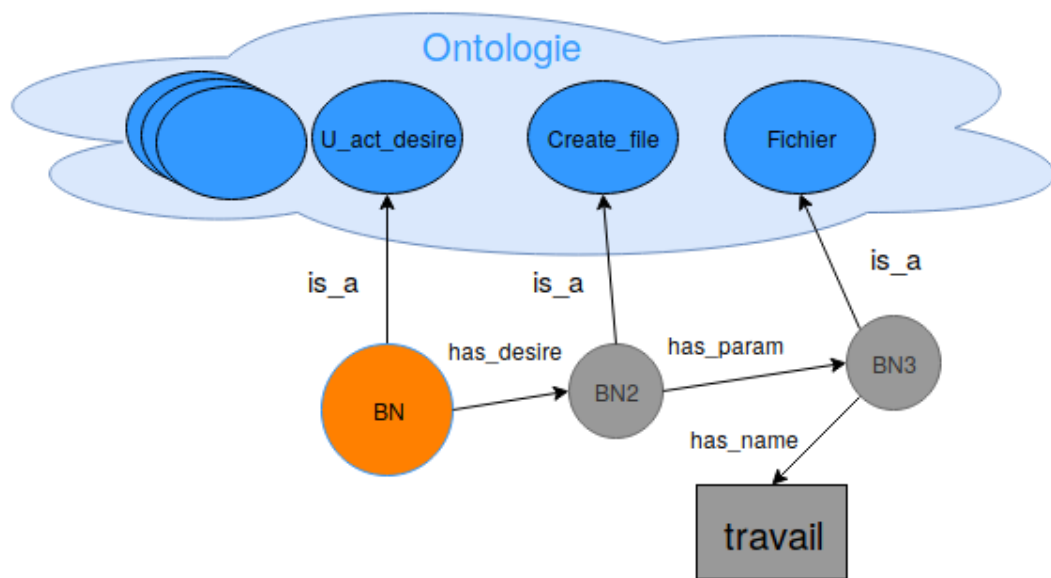 Ontologie
U_act_desire
Create_file
Fichier
is_a
is_a
is_a
has_desire
has_param
BN
BN2
BN3
has_name
travail